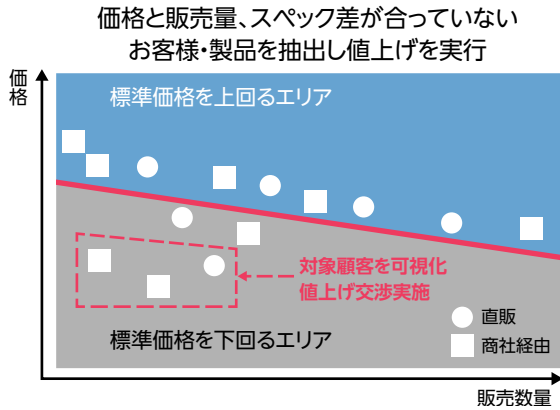 価格と販売量、スペック差が合っていない
お客様・製品を抽出し値上げを実行
価格
標準価格を上回るエリア
対象顧客を可視化
値上げ交渉実施
標準価格を下回るエリア
直販
商社経由
販売数量